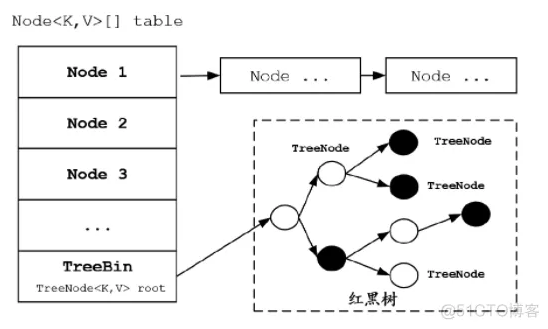 Node<K,V>[] table
Node 1
Node ...
Node ...
Node 2
Node 3
...
TreeBin
TreeNode<K,V> root
TreeNode
TreeNode
TreeNode
TreeNode
红黑树
@51CTO博客